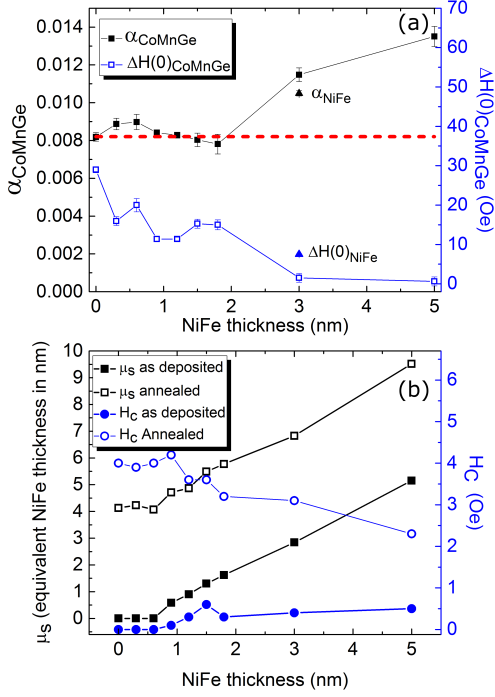 (a)
α_CoMnGe
ΔH(0)_CoMnGe
α_NiFe
ΔH(0)_NiFe
α_CoMnGe
0.014
0.012
0.010
0.008
0.006
0.004
0.002
0.000
0 1 2 3 4 5
NiFe thickness (nm)
70
60
50
40
30
20
10
0
ΔH(0)_CoMnGe (Oe)
(b)
μ_S as deposited
μ_S annealed
H_C as deposited
H_C Annealed
μ_S (equivalent NiFe thickness in nm)
10
9
8
7
6
5
4
3
2
1
0
0 1 2 3 4 5
NiFe thickness (nm)
6
5
4
3
2
1
0
H_C (Oe)